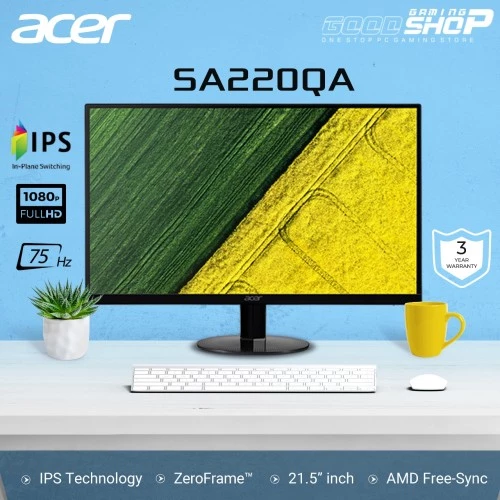 acer
GAMING
GOODSHOP
ONE STOP PC GAMING STORE
SA220QA
IPS
In-Plane Switching
1080p
FULL HD
75 Hz
3
YEAR
WARRANTY
acer
IPS Technology
ZeroFrame™
21.5" inch
AMD Free-Sync